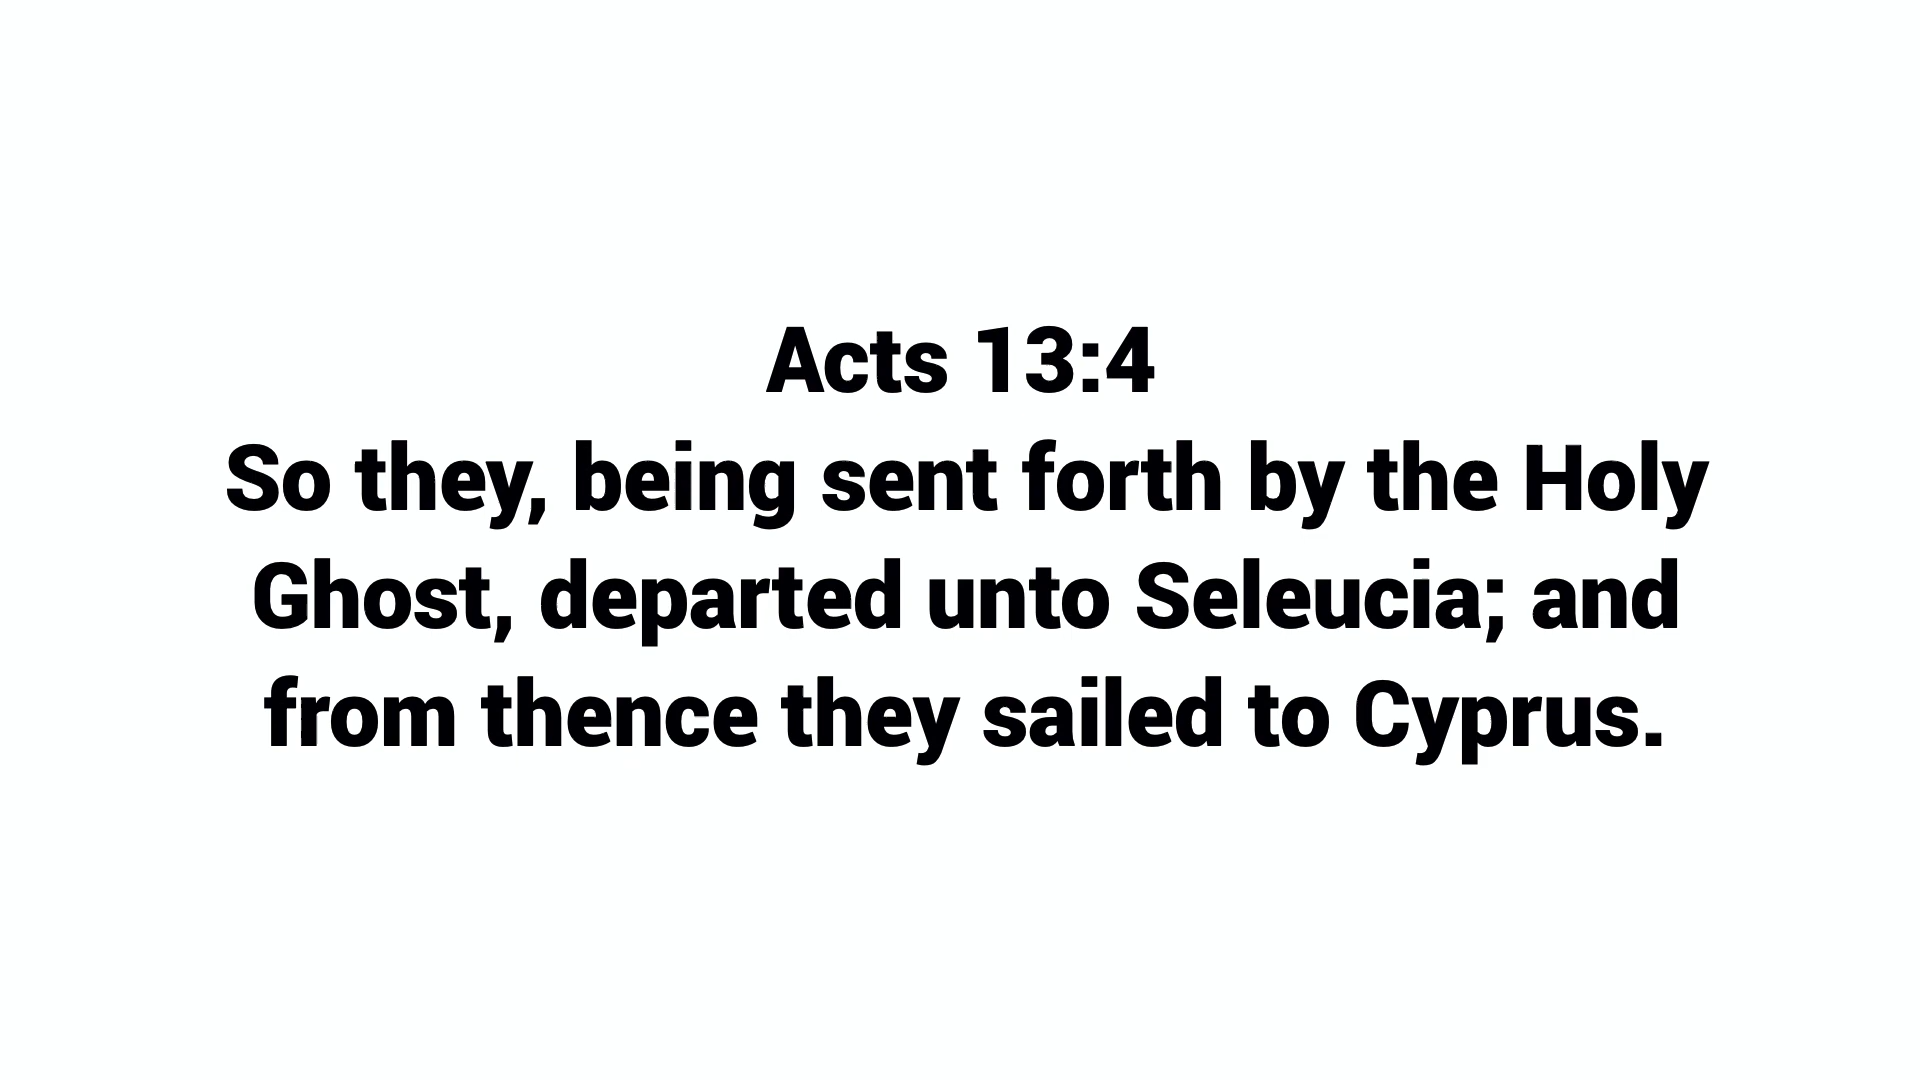 Acts 13:4
So they, being sent forth by the Holy
Ghost, departed unto Seleucia; and
from thence they sailed to Cyprus.